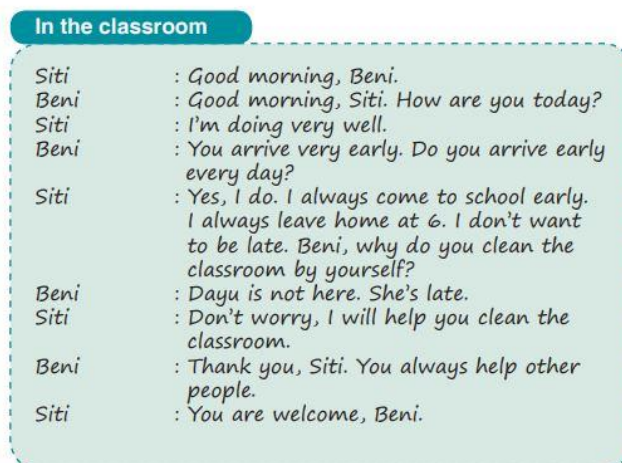 In the classroom
Siti : Good morning, Beni.
Beni : Good morning, Siti. How are you today?
Siti : I'm doing very well.
Beni : You arrive very early. Do you arrive early
every day?
Siti : Yes, I do. I always come to school early.
I always leave home at 6. I don't want
to be late. Beni, why do you clean the
classroom by yourself?
Beni : Dayu is not here. She's late.
Siti : Don't worry, I will help you clean the
classroom.
Beni : Thank you, Siti. You always help other
people.
Siti : You are welcome, Beni.